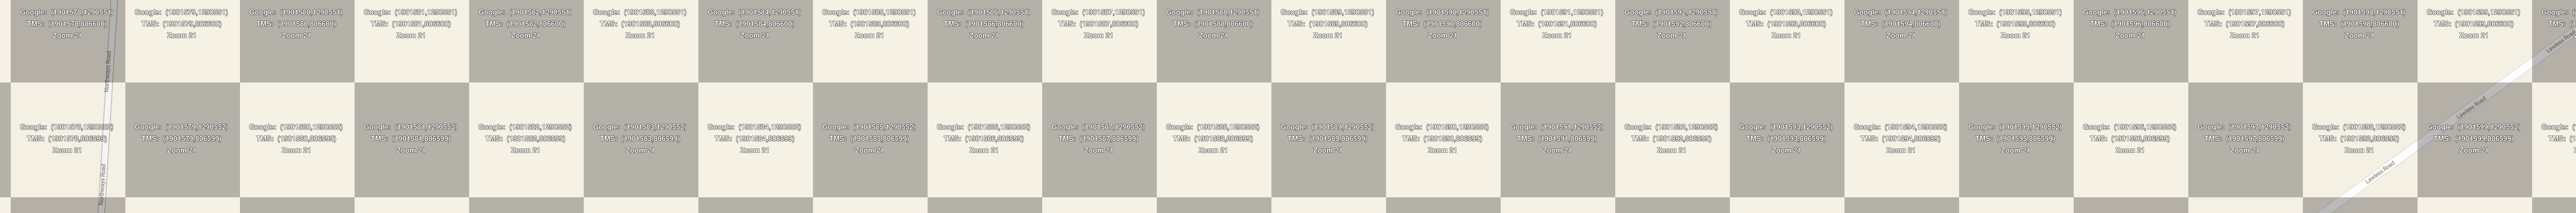 Google: (1901578,1290551) Google: (1901579,1290551) Google: (1901580,1290551) Google: (1901581,1290551) Google: (1901582,1290551) Google: (1901583,1290551) Google: (1901584,1290551) Google: (1901585,1290551) Google: (1901586,1290551) Google: (1901587,1290551) Google: (1901588,1290551) Google: (1901589,1290551) Google: (1901590,1290551) Google: (1901591,1290551) Google: (1901592,1290551) Google: (1901593,1290551) Google: (1901594,1290551) Google: (1901595,1290551) Google: (1901596,1290551) Google: (1901597,1290551) Google: (1901598,1290551) Google: (1901599,1290551)
TMS: (1901578,806600) TMS: (1901579,806600) TMS: (1901580,806600) TMS: (1901581,806600) TMS: (1901582,806600) TMS: (1901583,806600) TMS: (1901584,806600) TMS: (1901585,806600) TMS: (1901586,806600) TMS: (1901587,806600) TMS: (1901588,806600) TMS: (1901589,806600) TMS: (1901590,806600) TMS: (1901591,806600) TMS: (1901592,806600) TMS: (1901593,806600) TMS: (1901594,806600) TMS: (1901595,806600) TMS: (1901596,806600) TMS: (1901597,806600) TMS: (1901598,806600) TMS: (1901599,806600)
Zoom 21 Zoom 21 Zoom 21 Zoom 21 Zoom 21 Zoom 21 Zoom 21 Zoom 21 Zoom 21 Zoom 21 Zoom 21 Zoom 21 Zoom 21 Zoom 21 Zoom 21 Zoom 21 Zoom 21 Zoom 21 Zoom 21 Zoom 21 Zoom 21 Zoom 21
Lawless Road
Northways Road
Lawless Road
Google: (1901578,1290552) Google: (1901579,1290552) Google: (1901580,1290552) Google: (1901581,1290552) Google: (1901582,1290552) Google: (1901583,1290552) Google: (1901584,1290552) Google: (1901585,1290552) Google: (1901586,1290552) Google: (1901587,1290552) Google: (1901588,1290552) Google: (1901589,1290552) Google: (1901590,1290552) Google: (1901591,1290552) Google: (1901592,1290552) Google: (1901593,1290552) Google: (1901594,1290552) Google: (1901595,1290552) Google: (1901596,1290552) Google: (1901597,1290552) Google: (1901598,1290552) Google: (1901599,1290552)
TMS: (1901578,806599) TMS: (1901579,806599) TMS: (1901580,806599) TMS: (1901581,806599) TMS: (1901582,806599) TMS: (1901583,806599) TMS: (1901584,806599) TMS: (1901585,806599) TMS: (1901586,806599) TMS: (1901587,806599) TMS: (1901588,806599) TMS: (1901589,806599) TMS: (1901590,806599) TMS: (1901591,806599) TMS: (1901592,806599) TMS: (1901593,806599) TMS: (1901594,806599) TMS: (1901595,806599) TMS: (1901596,806599) TMS: (1901597,806599) TMS: (1901598,806599) TMS: (1901599,806599)
Zoom 21 Zoom 21 Zoom 21 Zoom 21 Zoom 21 Zoom 21 Zoom 21 Zoom 21 Zoom 21 Zoom 21 Zoom 21 Zoom 21 Zoom 21 Zoom 21 Zoom 21 Zoom 21 Zoom 21 Zoom 21 Zoom 21 Zoom 21 Zoom 21 Zoom 21
Northways Road
Lawless Road